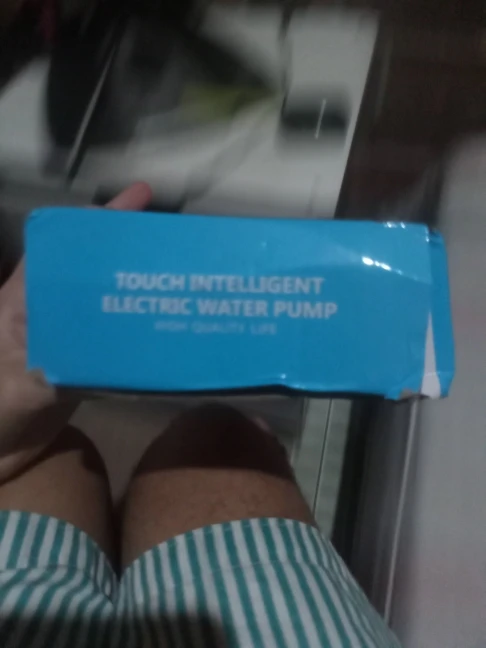 TOUCH INTELLIGENT
ELECTRIC WATER PUMP
HIGH QUALITY LIFE